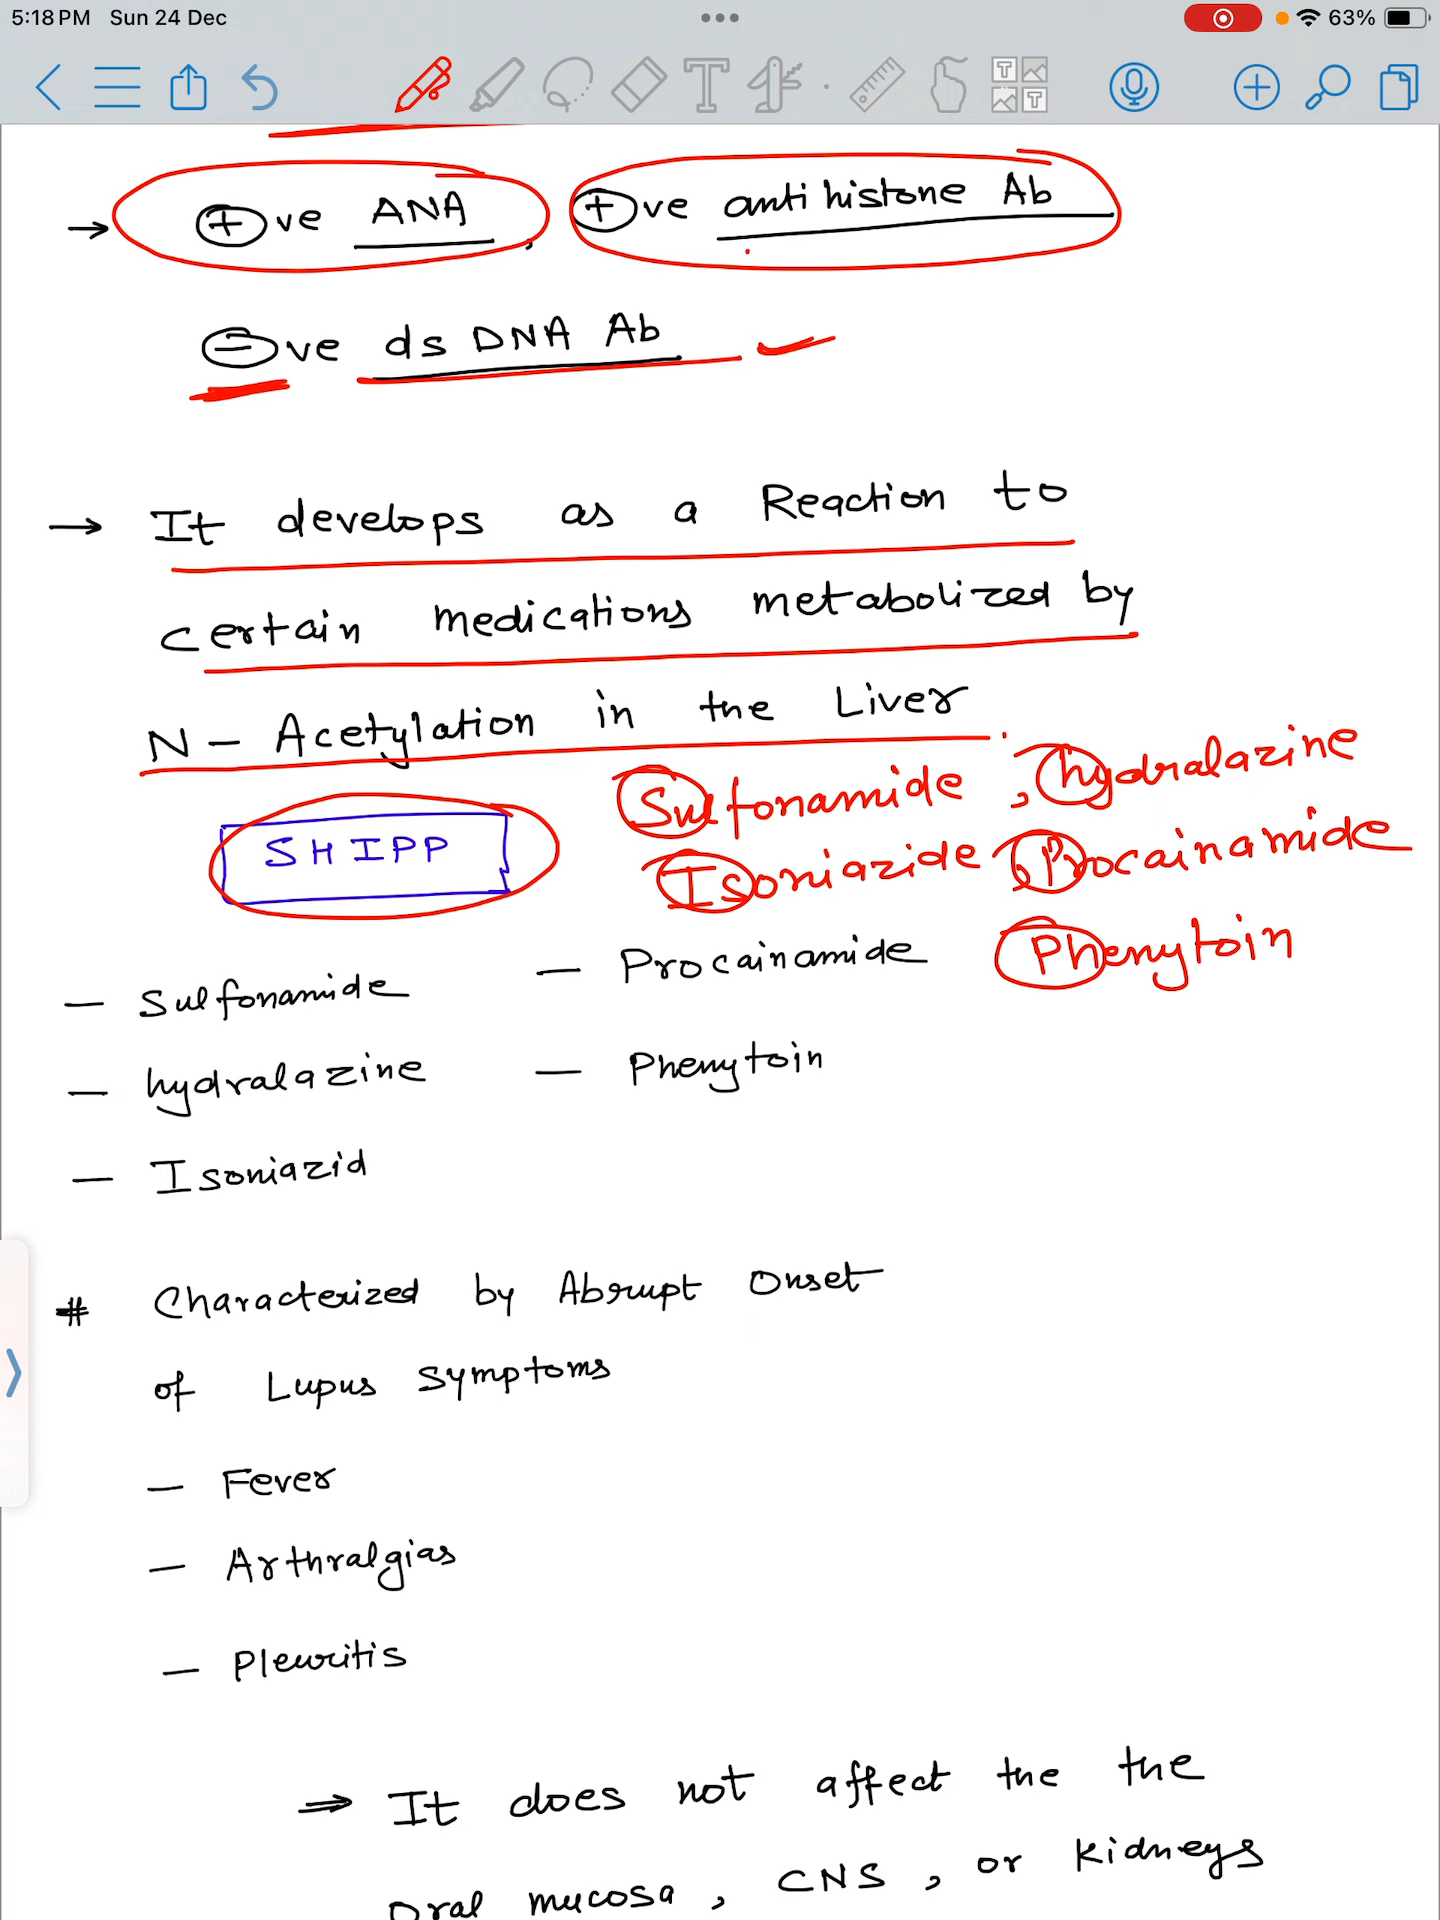 5:18 PM Sun 24 Dec
63%
→ ⊕ve ANA, ⊕ve anti histone Ab
⊖ve ds DNA Ab
→ It develops as a Reaction to
certain medications metabolized by
N - Acetylation in the Liver.
Sulfonamide, hydralazine
SHIPP
Isoniazide, Procainamide
Phenytoin
- Sulfonamide - Procainamide
- hydralazine - Phenytoin
- Isoniazid
# Characterized by Abrupt Onset
of Lupus Symptoms
- Fever
- Arthralgias
- Pleuritis
⇒ It does not affect the the
Oral mucosa, CNS, or kidneys